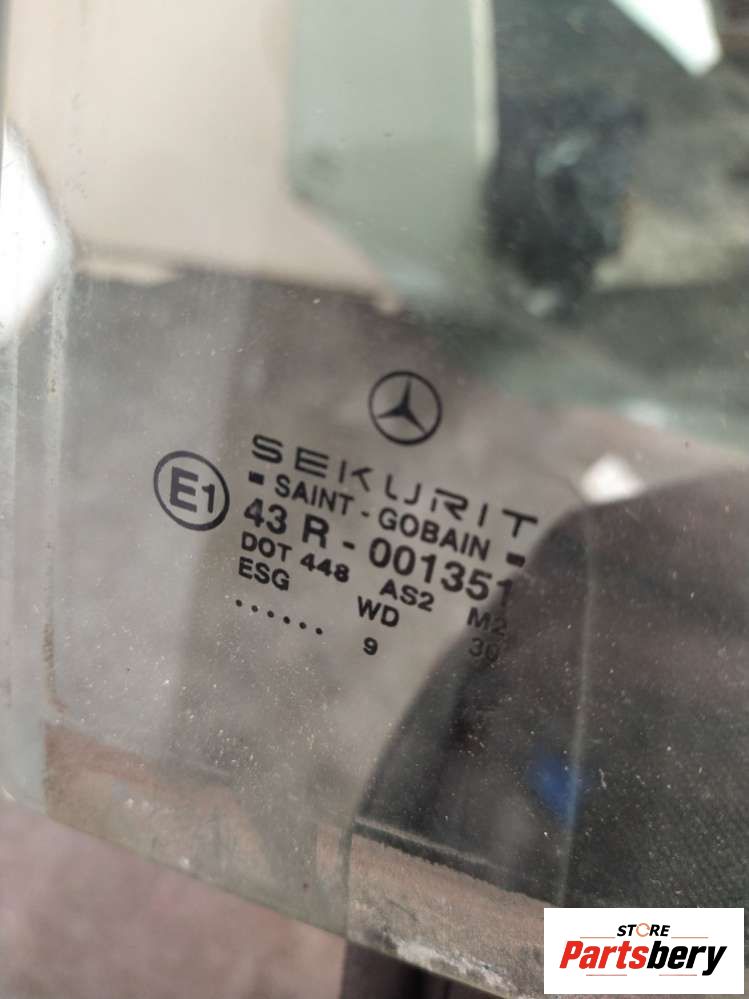 SEKURIT
- SAINT - GOBAIN -
E1
43 R - 001351
DOT 448 AS2 M2
ESG WD 30
...... 9
STORE
Partsbery